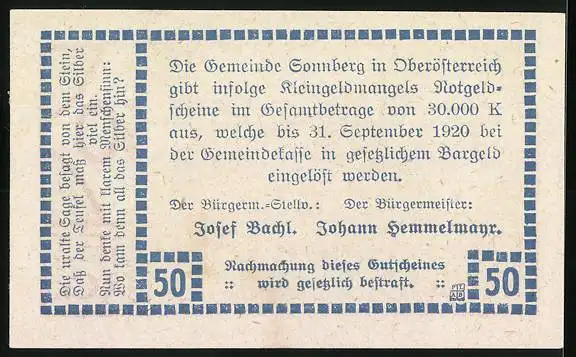 Die uralte Sage besagt von dem Stein,
Daß der Teufel maß hier das Silber
viel ein.
Nun denke mit klarem Menschensinn:
Wo kam denn all das Silber hin?
Die Gemeinde Sonnberg in Oberösterreich
gibt infolge Kleingeldmangels Notgeld-
scheine im Gesamtbetrage von 30.000 K
aus, welche bis 31. September 1920 bei
der Gemeindekasse in gesetzlichem Bargeld
eingelöst werden.
Der Bürgerm.-Stellv.: Der Bürgermeister:
Josef Bachl. Johann Hemmelmayr.
50 Nachmachung dieses Gutscheines 50
:: wird gesetzlich bestraft. ::